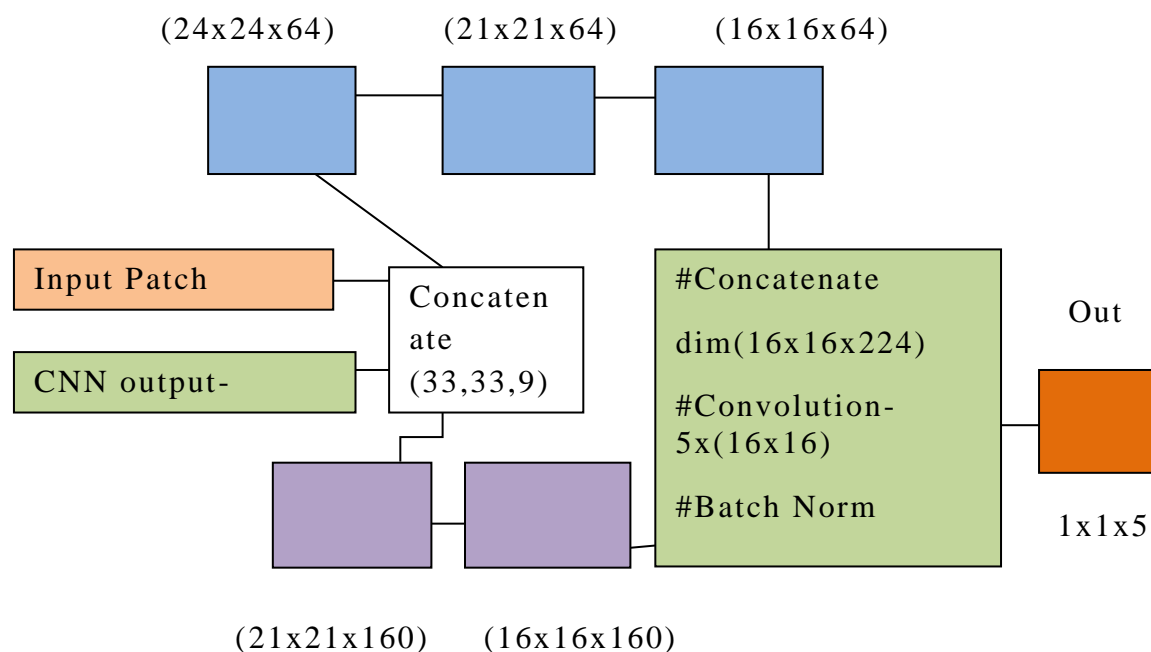 (24x24x64)
(21x21x64)
(16x16x64)
Input Patch
CNN output-
Concaten
ate
(33,33,9)
#Concatenate
dim(16x16x224)
#Convolution-
5x(16x16)
#Batch Norm
Out
1x1x5
(21x21x160)
(16x16x160)